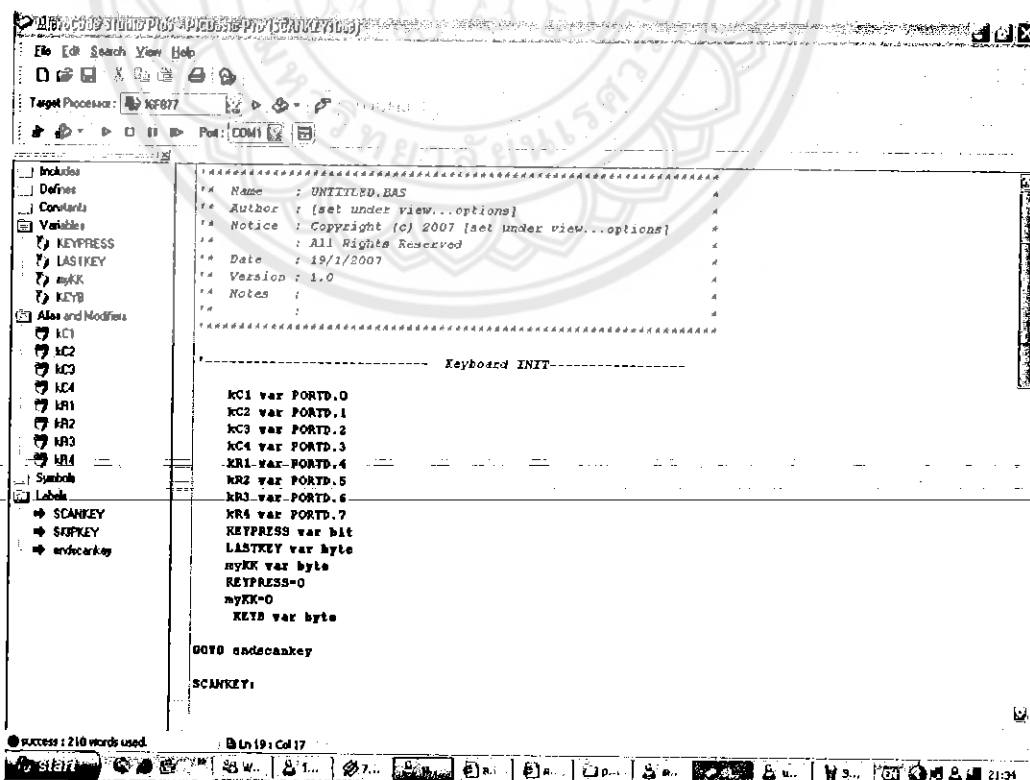 File Edit Search View Help
Target Processor: 16F877
Port: COM1
Includes
Defines
Constants
Variables
KEYPRESS
LASTKEY
myKK
KEYB
Alias and Modifiers
kC1
kC2
kC3
kC4
kR1
kR2
kR3
kR4
Symbols
Labels
SCANKEY
SKIPKEY
endscankey
'****************************************************************
'* Name : UNTITLED.BAS *
'* Author : [set under view...options] *
'* Notice : Copyright (c) 2007 [set under view...options] *
'* : All Rights Reserved *
'* Date : 19/1/2007 *
'* Version : 1.0 *
'* Notes : *
'* : *
'****************************************************************
'--------------------------- Keyboard INIT-----------------
kC1 var PORTD.0
kC2 var PORTD.1
kC3 var PORTD.2
kC4 var PORTD.3
kR1 var PORTD.4
kR2 var PORTD.5
kR3 var PORTD.6
kR4 var PORTD.7
KEYPRESS var bit
LASTKEY var byte
myKK var byte
KEYPRESS=0
myKK=0
KEYB var byte
GOTO endscankey
SCANKEY:
success : 210 words used.
Ln 19 : Col 17
start
21:34